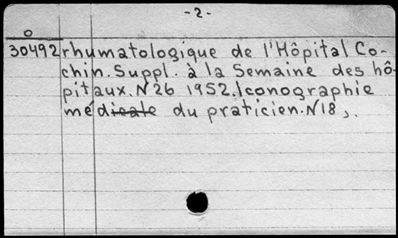 -2-
o
30492 rhumatologique de l'Hôpital Co-
chin. Suppl. à la Semaine des hô-
pitaux. N26 1952. Iconographie
médicale du praticien. N18,.